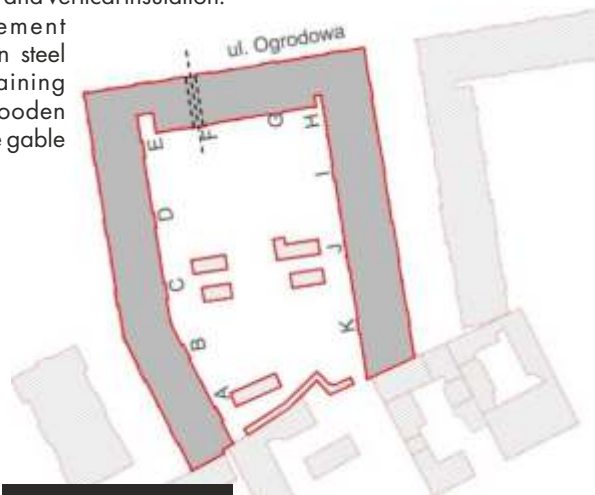 and vertical insulation.
ement
n steel
aining
ooden
e gable
ul. Ogrodowa
E
F
G
H
D
I
C
J
B
K
A